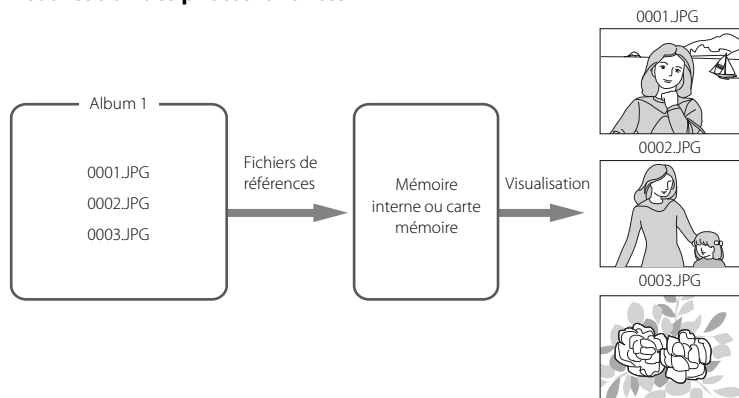 0001.JPG
Album 1
0001.JPG
0002.JPG
0003.JPG
Fichiers de
références
Mémoire
interne ou carte
mémoire
Visualisation
0002.JPG
0003.JPG